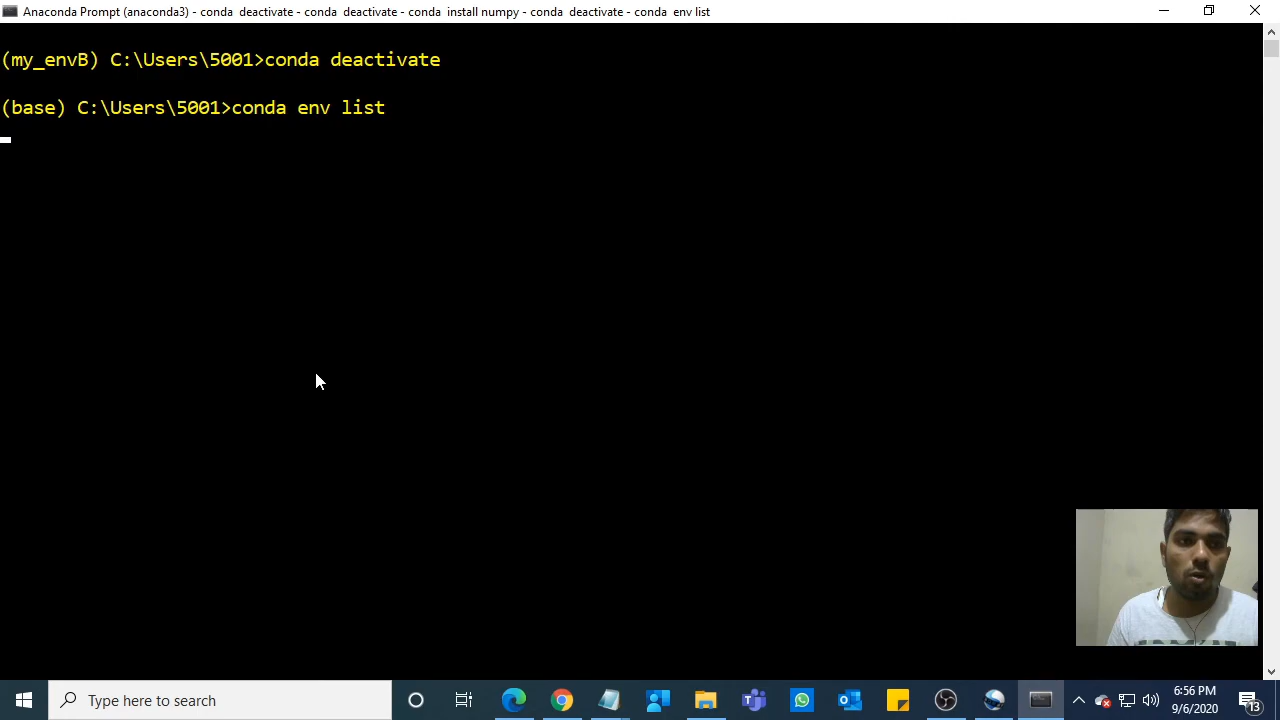 Anaconda Prompt (anaconda3) - conda  deactivate - conda  deactivate - conda  install numpy - conda  deactivate - conda  env list
(my_envB) C:\Users\5001>conda deactivate
(base) C:\Users\5001>conda env list
Type here to search
6:56 PM
9/6/2020
13